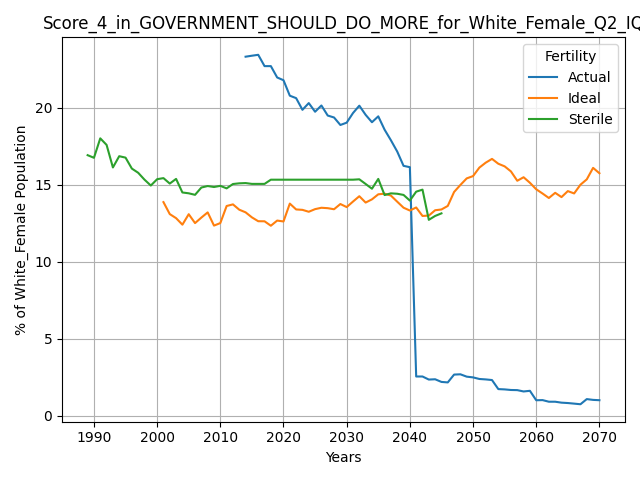 Score_4_in_GOVERNMENT_SHOULD_DO_MORE_for_White_Female_Q2_IQ
Fertility
Actual
Ideal
Sterile
% of White_Female Population
20
15
10
5
0
1990 2000 2010 2020 2030 2040 2050 2060 2070
Years